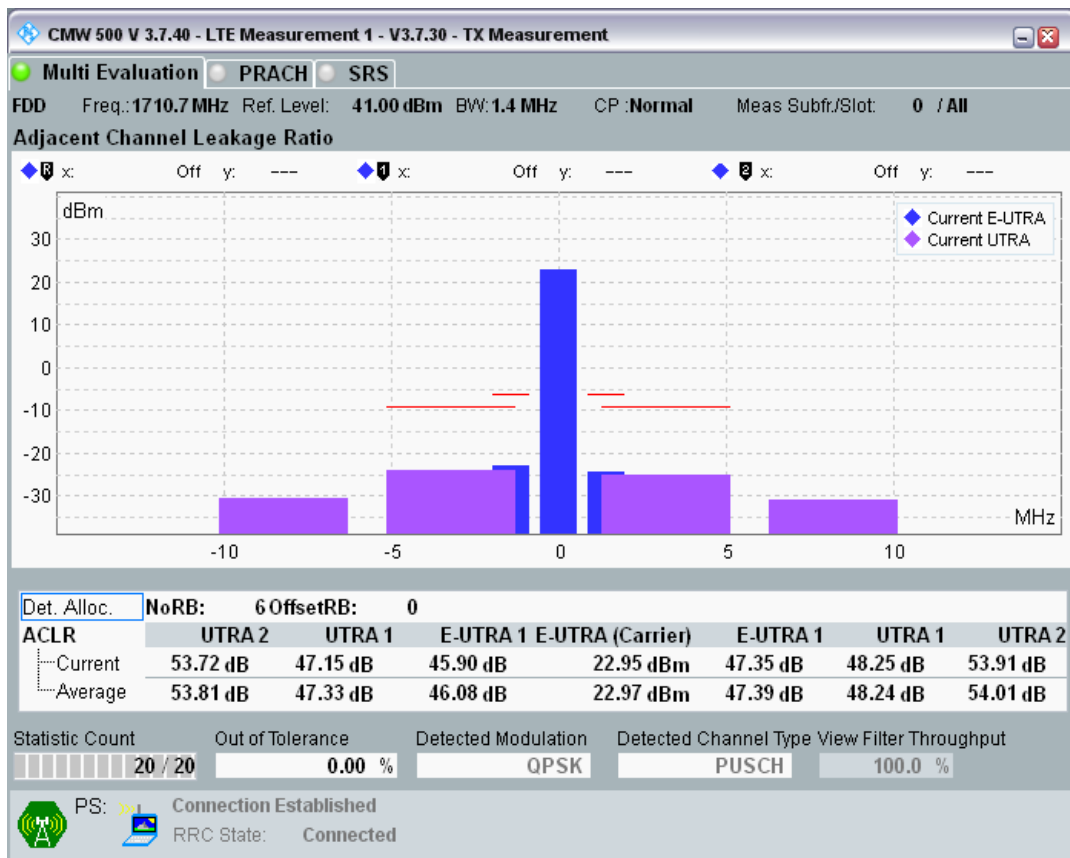 CMW 500 V 3.7.40 - LTE Measurement 1 - V3.7.30 - TX Measurement
Multi Evaluation PRACH SRS
FDD Freq.: 1710.7 MHz Ref. Level: 41.00 dBm BW: 1.4 MHz CP :Normal Meas Subfr./Slot: 0 / All
Adjacent Channel Leakage Ratio
R x: Off y: --- 1 x: Off y: --- 2 x: Off y: ---
dBm
Current E-UTRA
Current UTRA
30
20
10
0
-10
-20
-30
MHz
-10 -5 0 5 10
Det. Alloc. NoRB: 6 OffsetRB: 0
ACLR UTRA 2 UTRA 1 E-UTRA 1 E-UTRA (Carrier) E-UTRA 1 UTRA 1 UTRA 2
Current 53.72 dB 47.15 dB 45.90 dB 22.95 dBm 47.35 dB 48.25 dB 53.91 dB
Average 53.81 dB 47.33 dB 46.08 dB 22.97 dBm 47.39 dB 48.24 dB 54.01 dB
Statistic Count Out of Tolerance Detected Modulation Detected Channel Type View Filter Throughput
20 / 20 0.00 % QPSK PUSCH 100.0 %
PS: Connection Established
RRC State: Connected